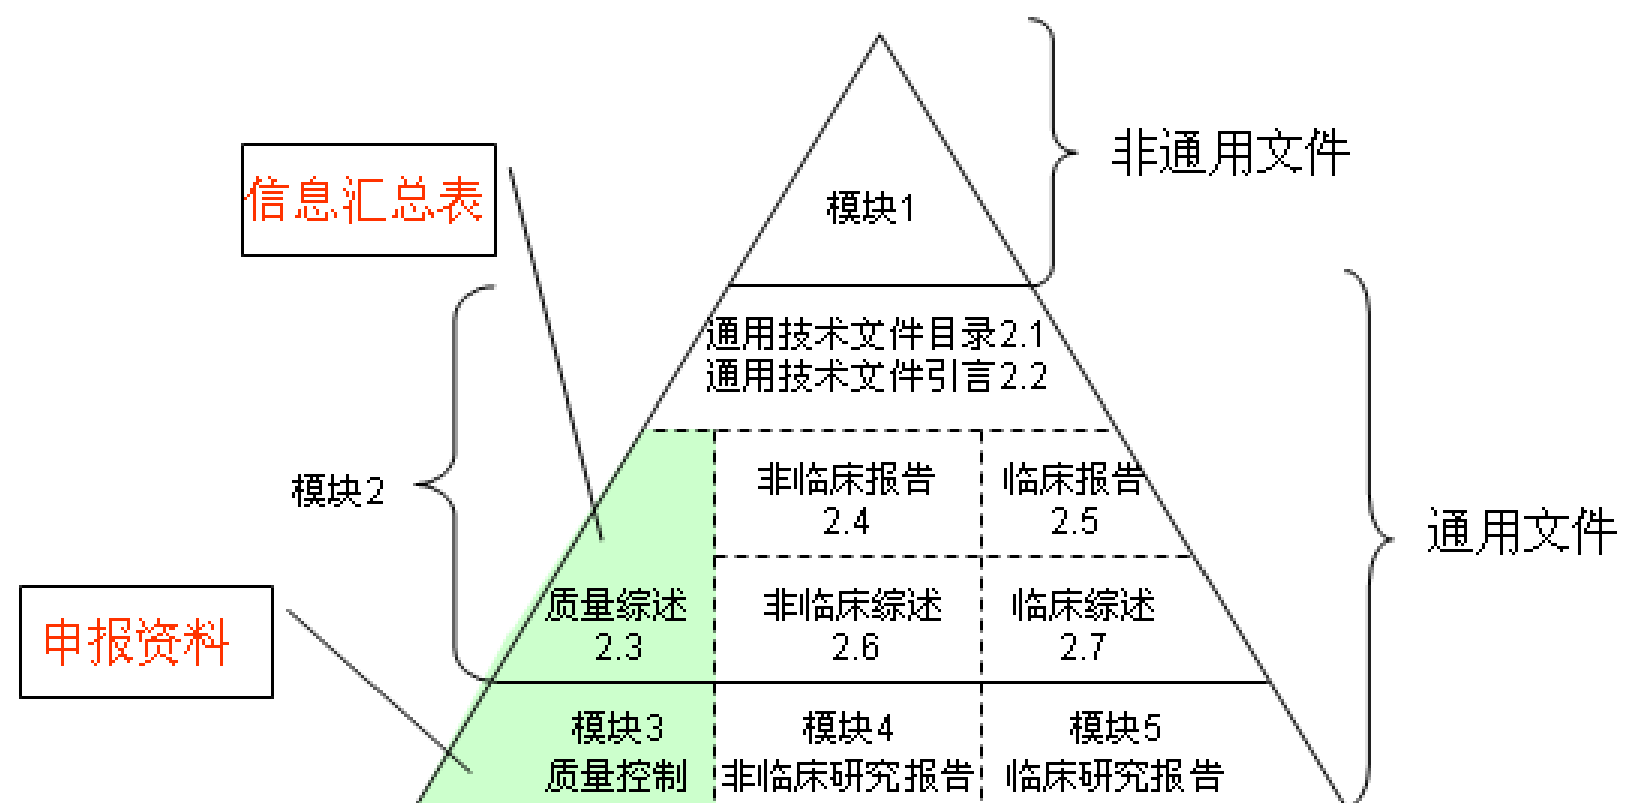 非通用文件
信息汇总表
模块1
通用技术文件目录2.1
通用技术文件引言2.2
模块2
非临床报告
2.4
临床报告
2.5
通用文件
质量综述
2.3
非临床综述
2.6
临床综述
2.7
申报资料
模块3
质量控制
模块4
非临床研究报告
模块5
临床研究报告